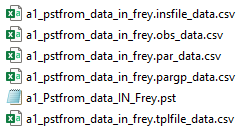 a1_pstfrom_data_in_frey.insfile_data.csv
a1_pstfrom_data_in_frey.obs_data.csv
a1_pstfrom_data_in_frey.par_data.csv
a1_pstfrom_data_in_frey.pargp_data.csv
a1_Pstfrom_data_IN_Frey.pst
a1_pstfrom_data_in_frey.tplfile_data.csv